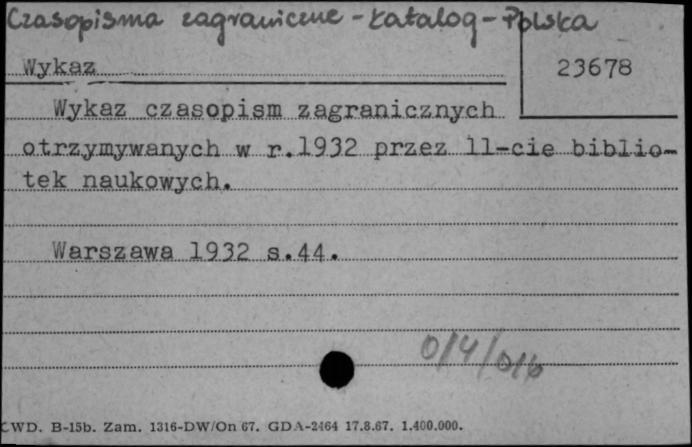 Czasopisma zagraniczne - katalog - Polska
Wykaz
23678
Wykaz czasopism zagranicznych
otrzymywanych w r.1932 przez 11-cie biblio-
tek naukowych.
Warszawa 1932 s.44.
CWD. B-15b. Zam. 1316-DW/On 67. GDA-2464 17.8.67. 1.400.000.